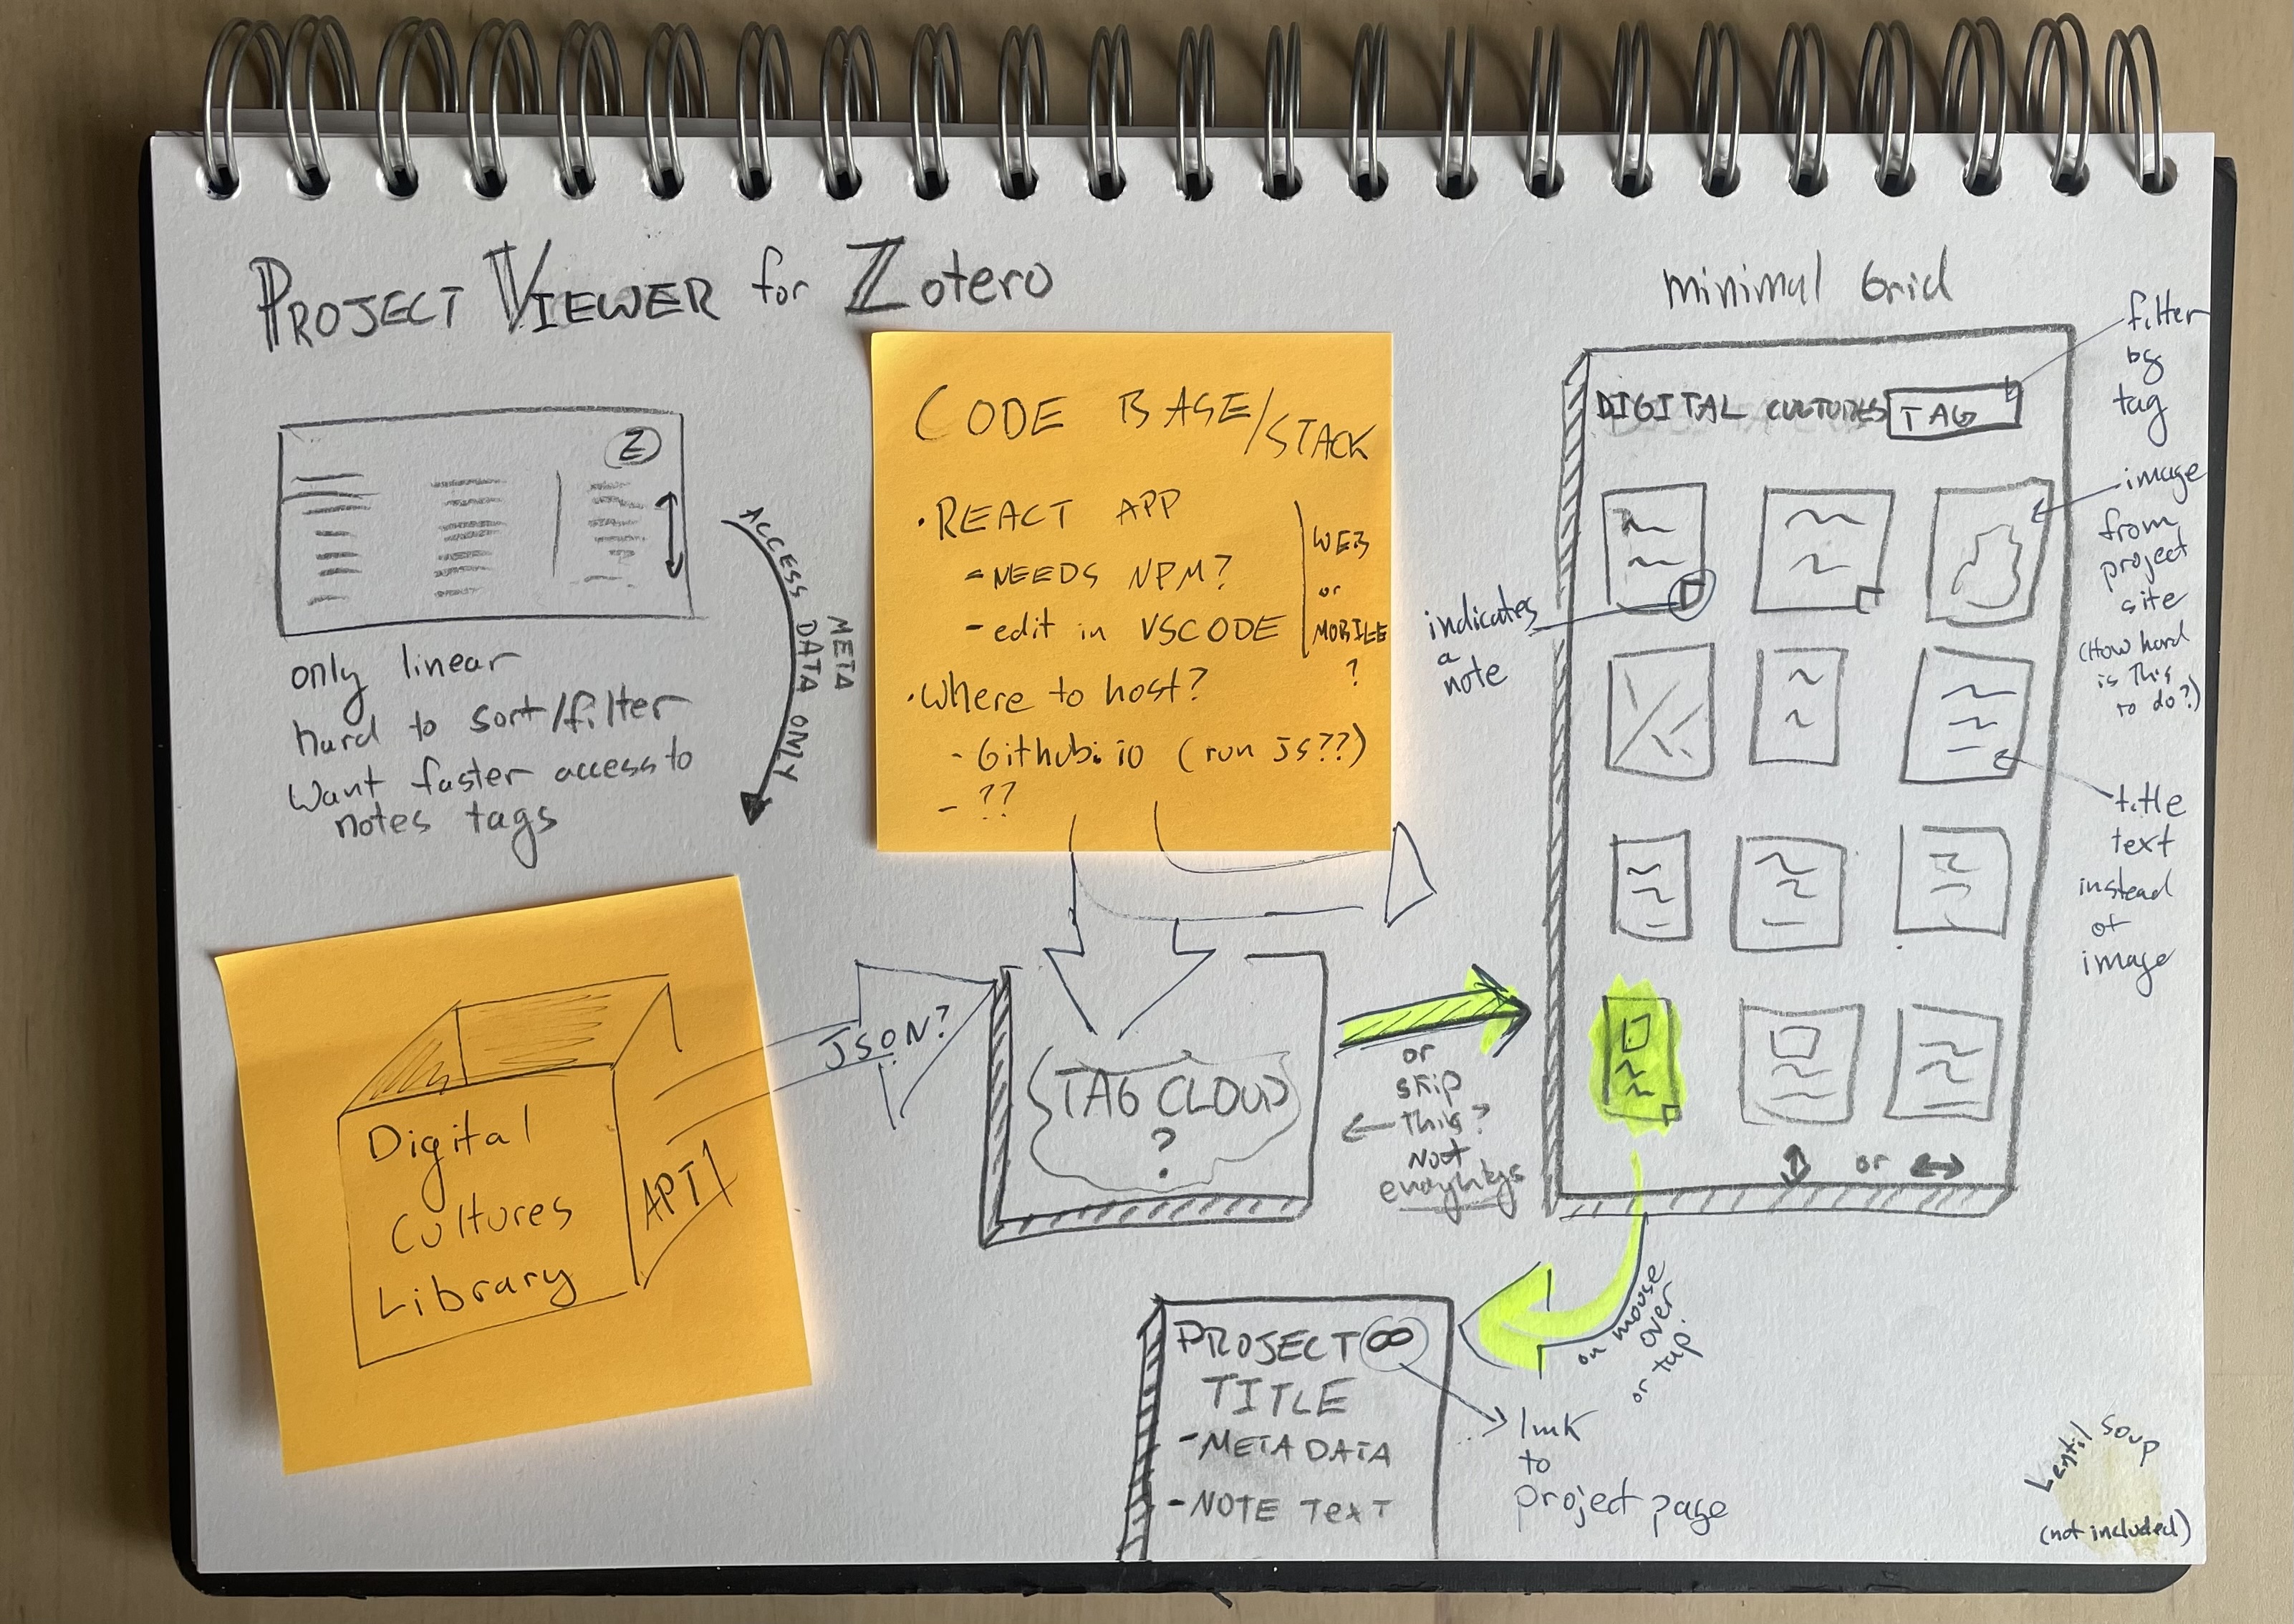 PROJECT VIEWER for Zotero
Z
only linear
hard to sort/filter
Want faster access to
notes tags
ACCESS META
DATA ONLY
CODE BASE/STACK
• REACT APP
- NEEDS NPM?
- edit in VSCODE
WEB
or
MOBILE
?
• Where to host?
- Github.io (run js??)
- ??
Digital
Cultures
Library
API
JSON?
TAG CLOUD
?
or
skip
this?
Not
enough
minimal Grid
DIGITAL CULTURES TAG
filter
by
tag
image
from
project
site
(How hard
is this
to do?)
indicates
a
note
title
text
instead
of
image
or
on mouse
over
or tap.
PROJECT ∞
TITLE
- METADATA
- NOTE TEXT
link
to
project page
Lentil Soup
(not included)